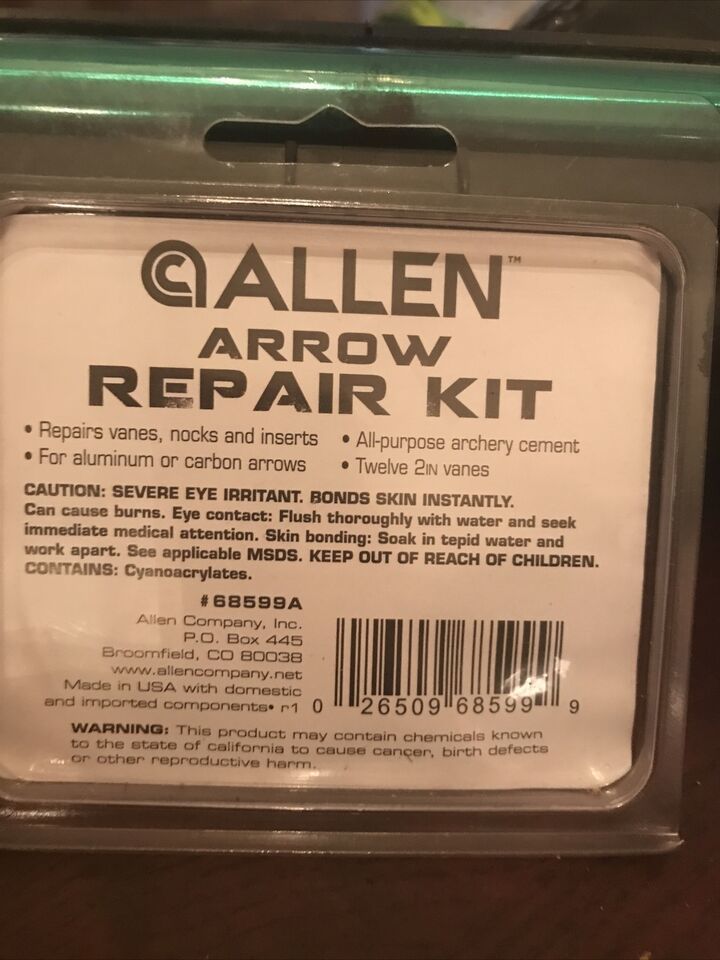 ALLEN™
ARROW
REPAIR KIT
• Repairs vanes, nocks and inserts • All-purpose archery cement
• For aluminum or carbon arrows • Twelve 2IN vanes
CAUTION: SEVERE EYE IRRITANT. BONDS SKIN INSTANTLY.
Can cause burns. Eye contact: Flush thoroughly with water and seek
immediate medical attention. Skin bonding: Soak in tepid water and
work apart. See applicable MSDS. KEEP OUT OF REACH OF CHILDREN.
CONTAINS: Cyanoacrylates.
#68599A
Allen Company, Inc.
P.O. Box 445
Broomfield, CO 80038
www.allencompany.net
Made in USA with domestic
and imported components• r1
0 26509 68599 9
WARNING: This product may contain chemicals known
to the state of california to cause cancer, birth defects
or other reproductive harm.